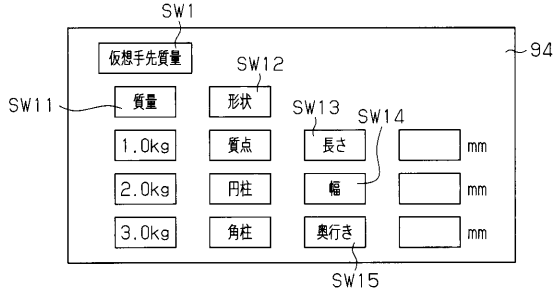 SW1
仮想手先質量
94
SW12
SW11 質量 形状 SW13 SW14
1.0kg 質点 長さ mm
2.0kg 円柱 幅 mm
3.0kg 角柱 奥行き mm
SW15